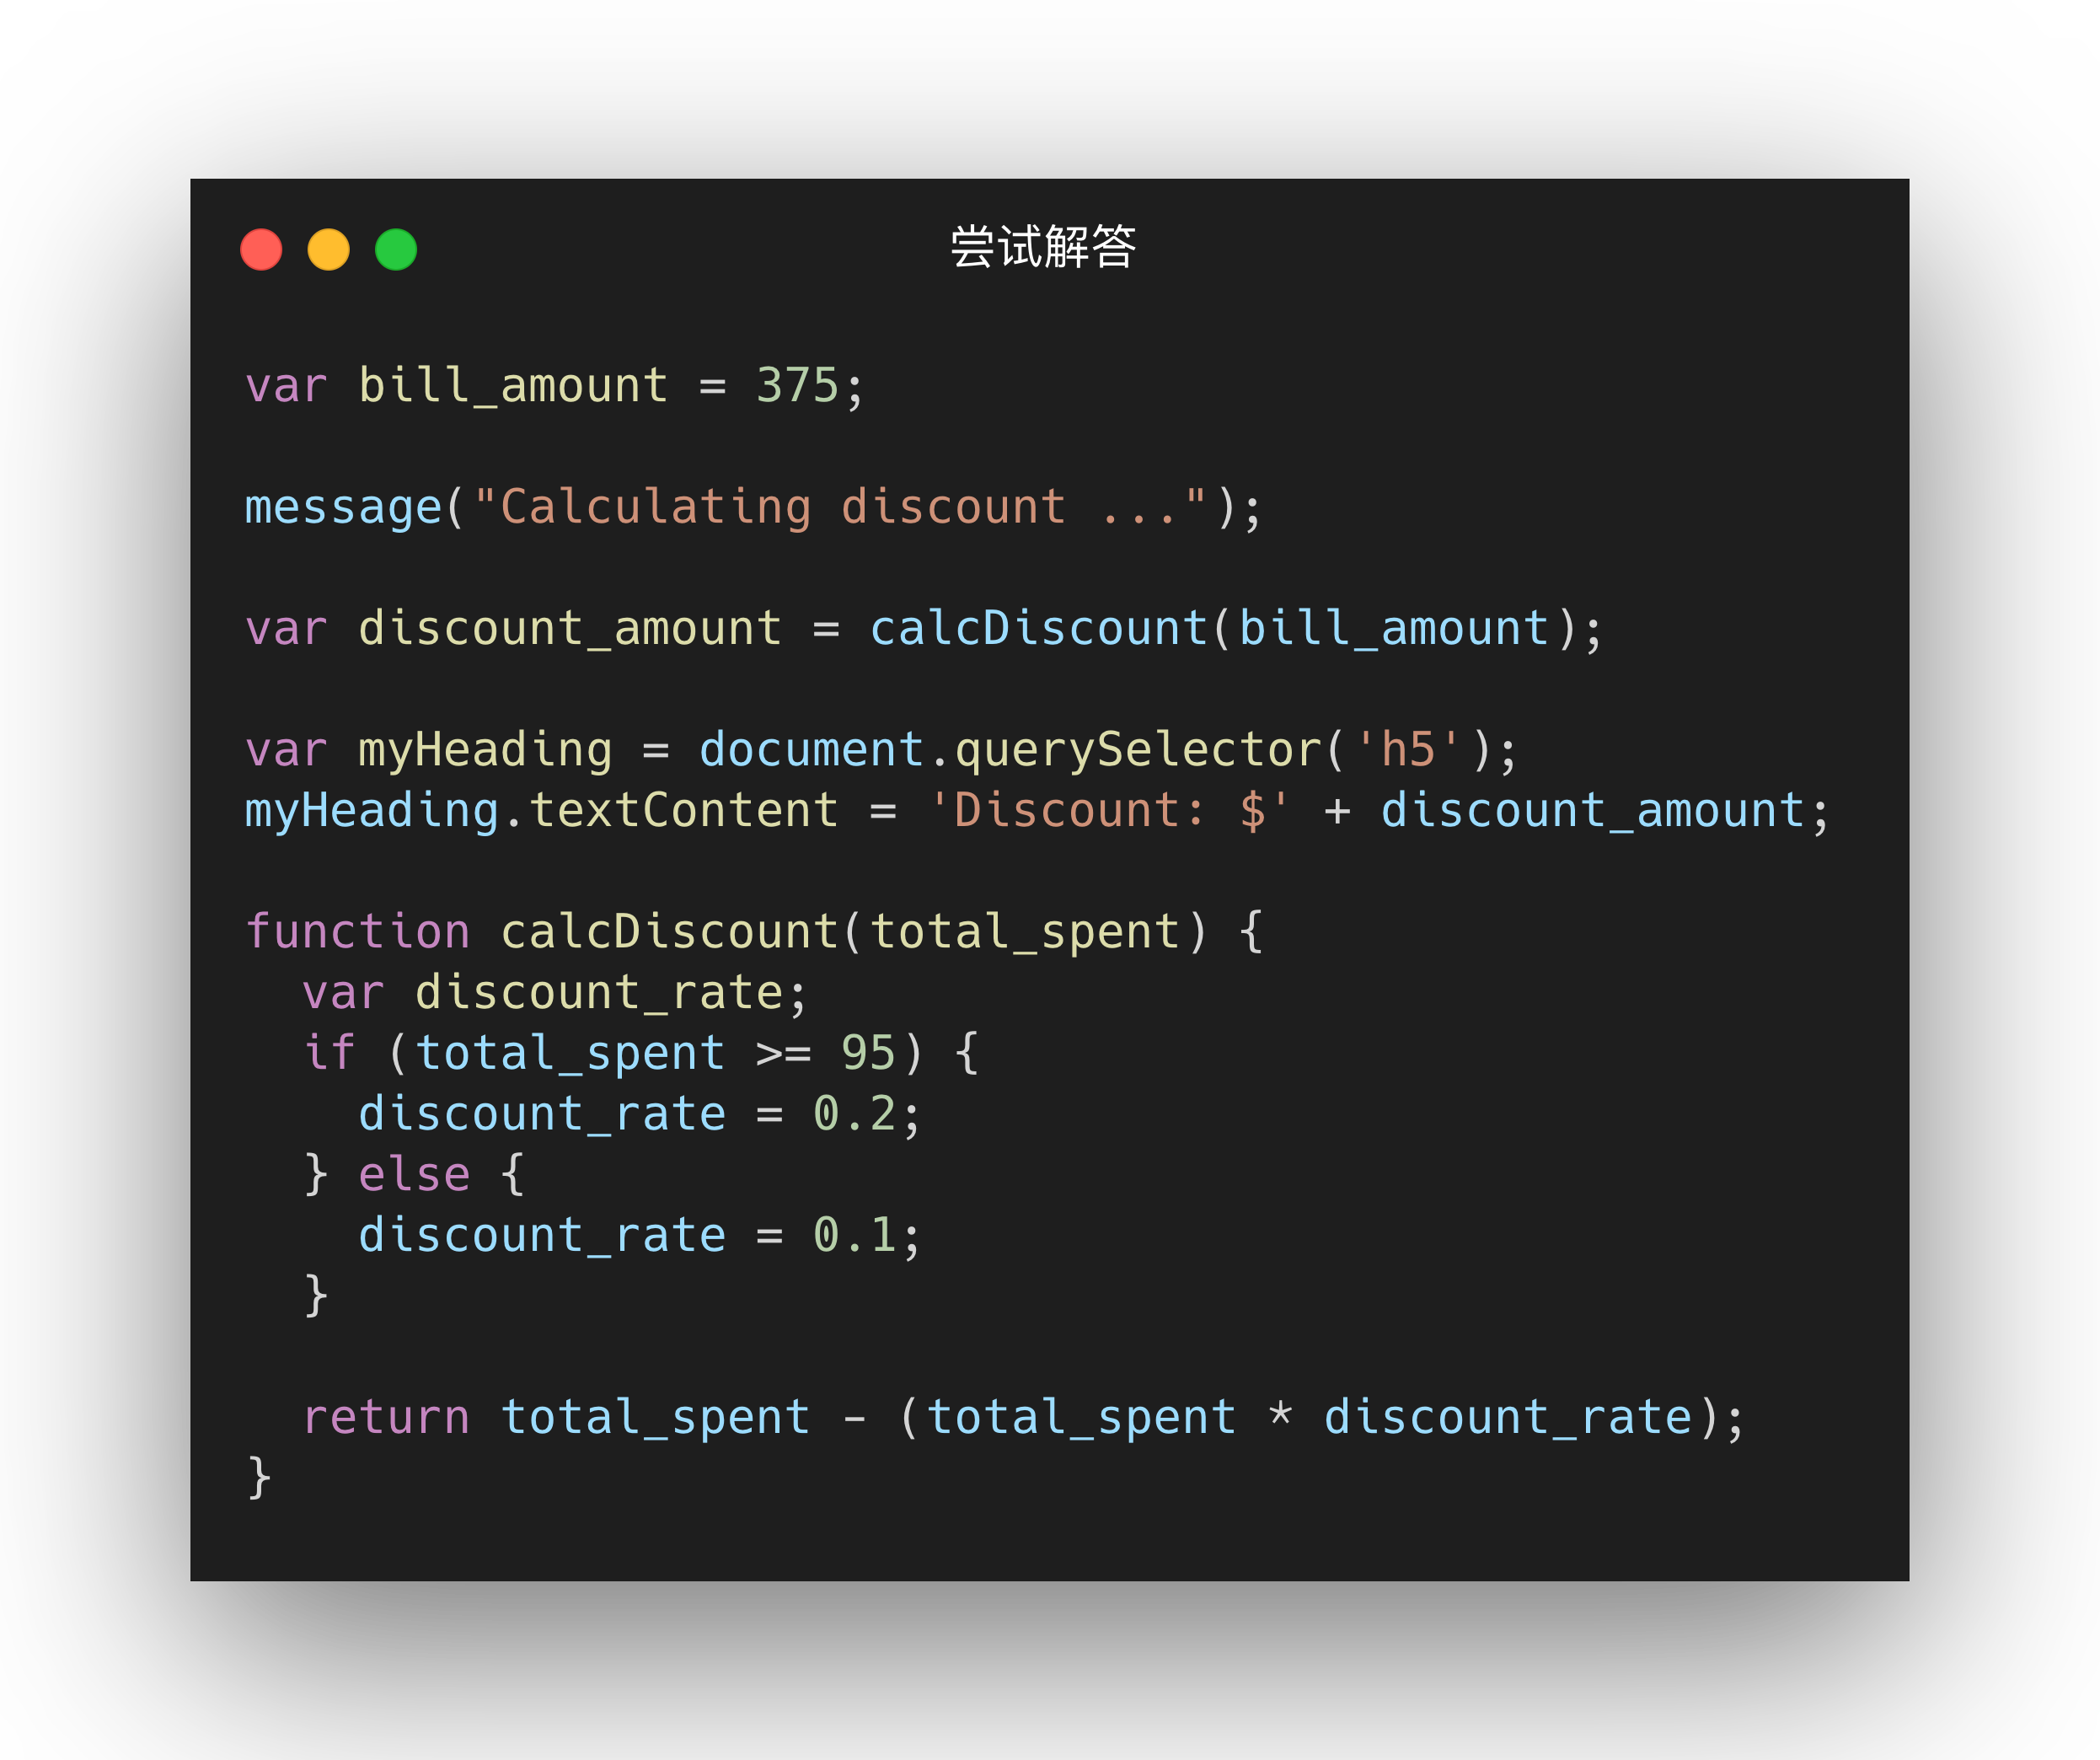 尝试解答
var bill_amount = 375;
message("Calculating discount ...");
var discount_amount = calcDiscount(bill_amount);
var myHeading = document.querySelector('h5');
myHeading.textContent = 'Discount: $' + discount_amount;
function calcDiscount(total_spent) {
  var discount_rate;
  if (total_spent >= 95) {
    discount_rate = 0.2;
  } else {
    discount_rate = 0.1;
  }
  return total_spent - (total_spent * discount_rate);
}